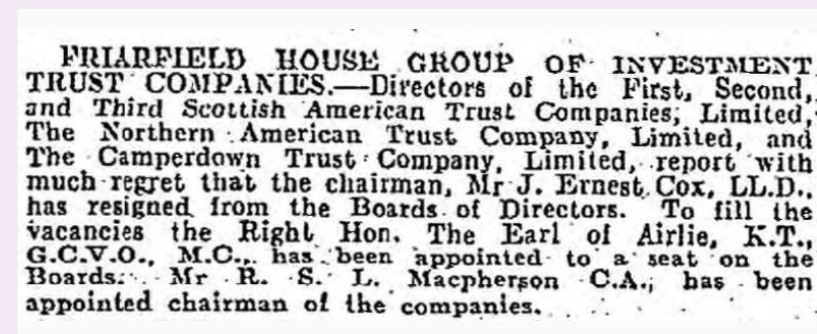 FRIARFIELD HOUSE GROUP OF INVESTMENT
TRUST COMPANIES.—Directors of the First, Second,
and Third Scottish American Trust Companies, Limited,
The Northern American Trust Company, Limited, and
The Camperdown Trust Company, Limited, report with
much regret that the chairman, Mr J. Ernest Cox, LL.D.,
has resigned from the Boards of Directors. To fill the
vacancies the Right Hon. The Earl of Airlie, K.T.,
G.C.V.O., M.C., has been appointed to a seat on the
Boards. Mr R. S. L. Macpherson C.A., has been
appointed chairman of the companies.